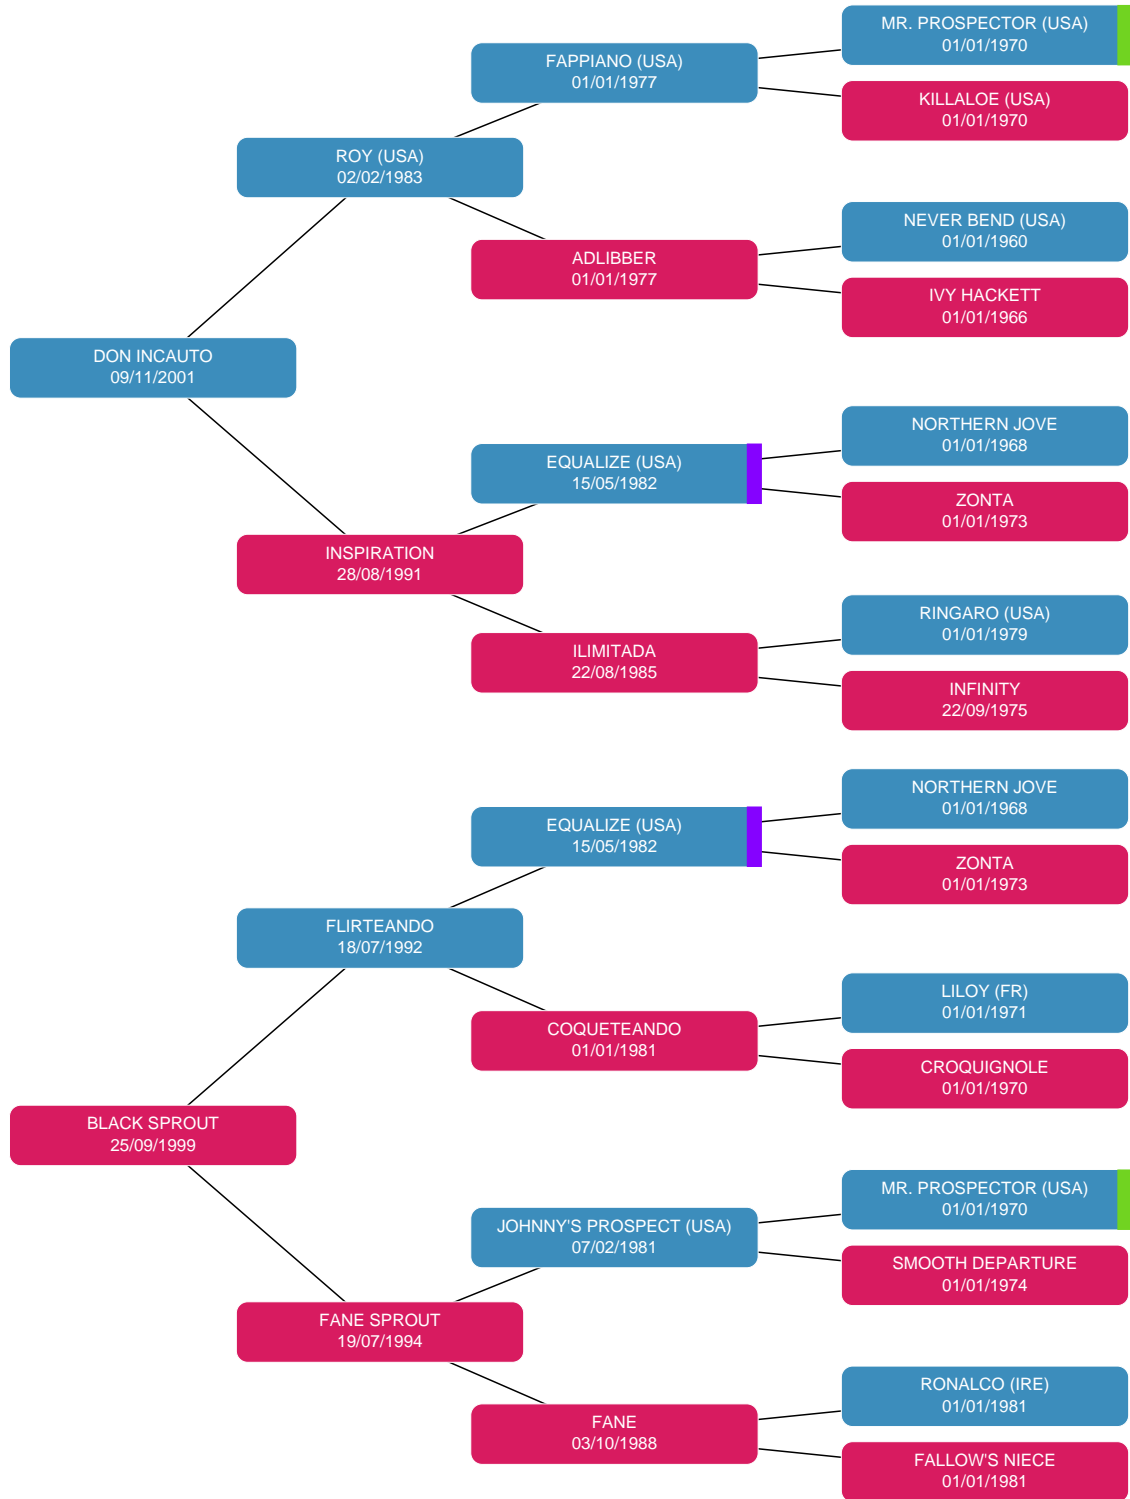 MR. PROSPECTOR (USA)
01/01/1970
FAPPIANO (USA)
01/01/1977
KILLALOE (USA)
01/01/1970
ROY (USA)
02/02/1983
NEVER BEND (USA)
01/01/1960
ADLIBBER
01/01/1977
IVY HACKETT
01/01/1966
DON INCAUTO
09/11/2001
NORTHERN JOVE
01/01/1968
EQUALIZE (USA)
15/05/1982
ZONTA
01/01/1973
INSPIRATION
28/08/1991
RINGARO (USA)
01/01/1979
ILIMITADA
22/08/1985
INFINITY
22/09/1975
NORTHERN JOVE
01/01/1968
EQUALIZE (USA)
15/05/1982
ZONTA
01/01/1973
FLIRTEANDO
18/07/1992
LILOY (FR)
01/01/1971
COQUETEANDO
01/01/1981
CROQUIGNOLE
01/01/1970
BLACK SPROUT
25/09/1999
MR. PROSPECTOR (USA)
01/01/1970
JOHNNY'S PROSPECT (USA)
07/02/1981
SMOOTH DEPARTURE
01/01/1974
FANE SPROUT
19/07/1994
RONALCO (IRE)
01/01/1981
FANE
03/10/1988
FALLOW'S NIECE
01/01/1981